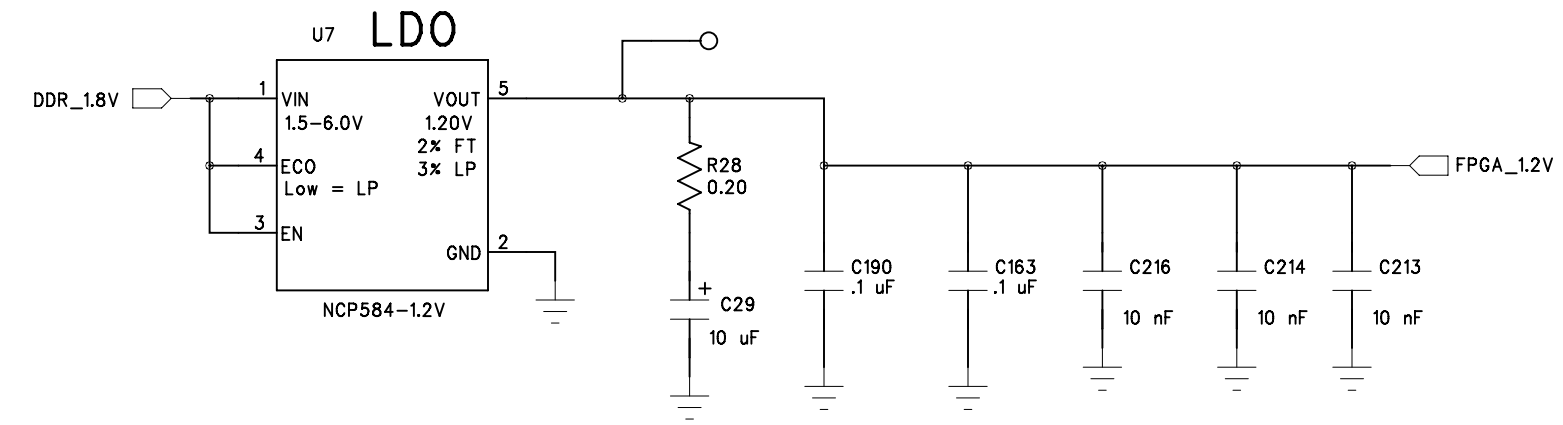 U7 LDO
DDR_1.8V
1
VIN
1.5-6.0V
4
ECO
Low = LP
3
EN
VOUT
5
1.20V
2% FT
3% LP
GND
2
NCP584-1.2V
R28
0.20
+
C29
10 uF
C190
.1 uF
C163
.1 uF
C216
10 nF
C214
10 nF
C213
10 nF
FPGA_1.2V